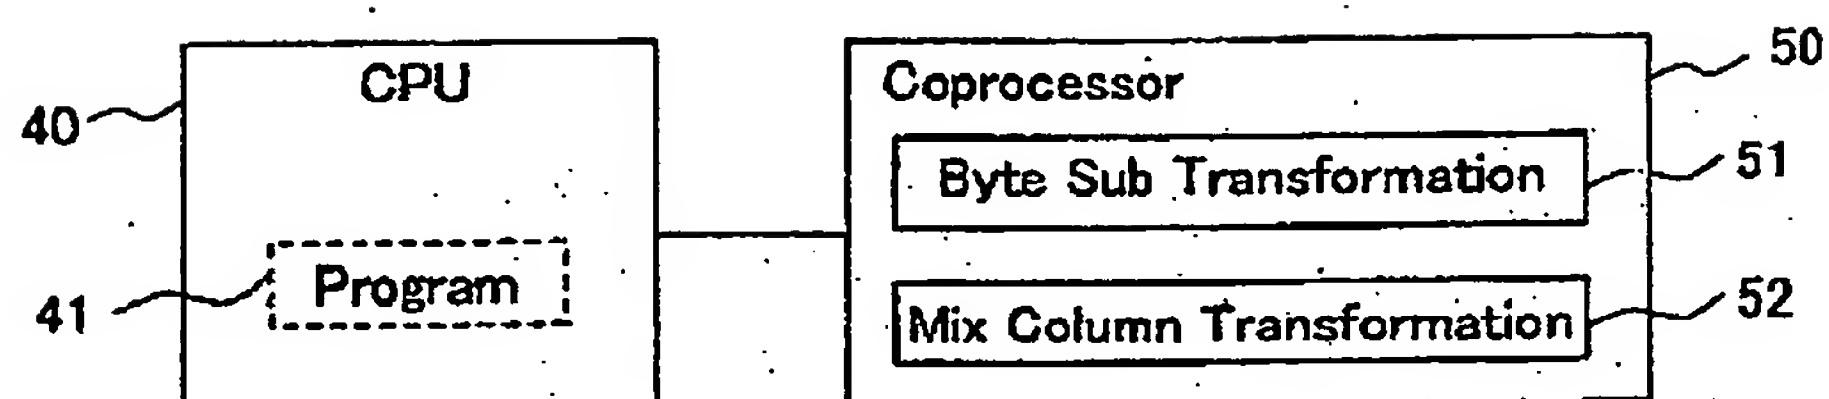 CPU
40
Program
41
Coprocessor
50
Byte Sub Transformation
51
Mix Column Transformation
52